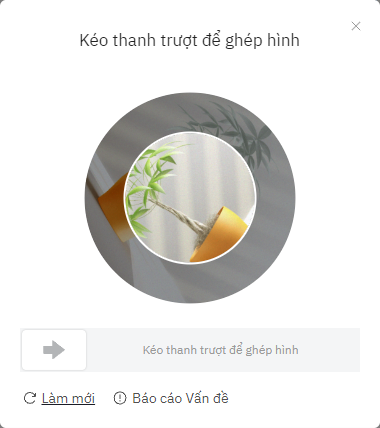 Kéo thanh trượt để ghép hình
Kéo thanh trượt để ghép hình
Làm mới
Báo cáo Vấn đề